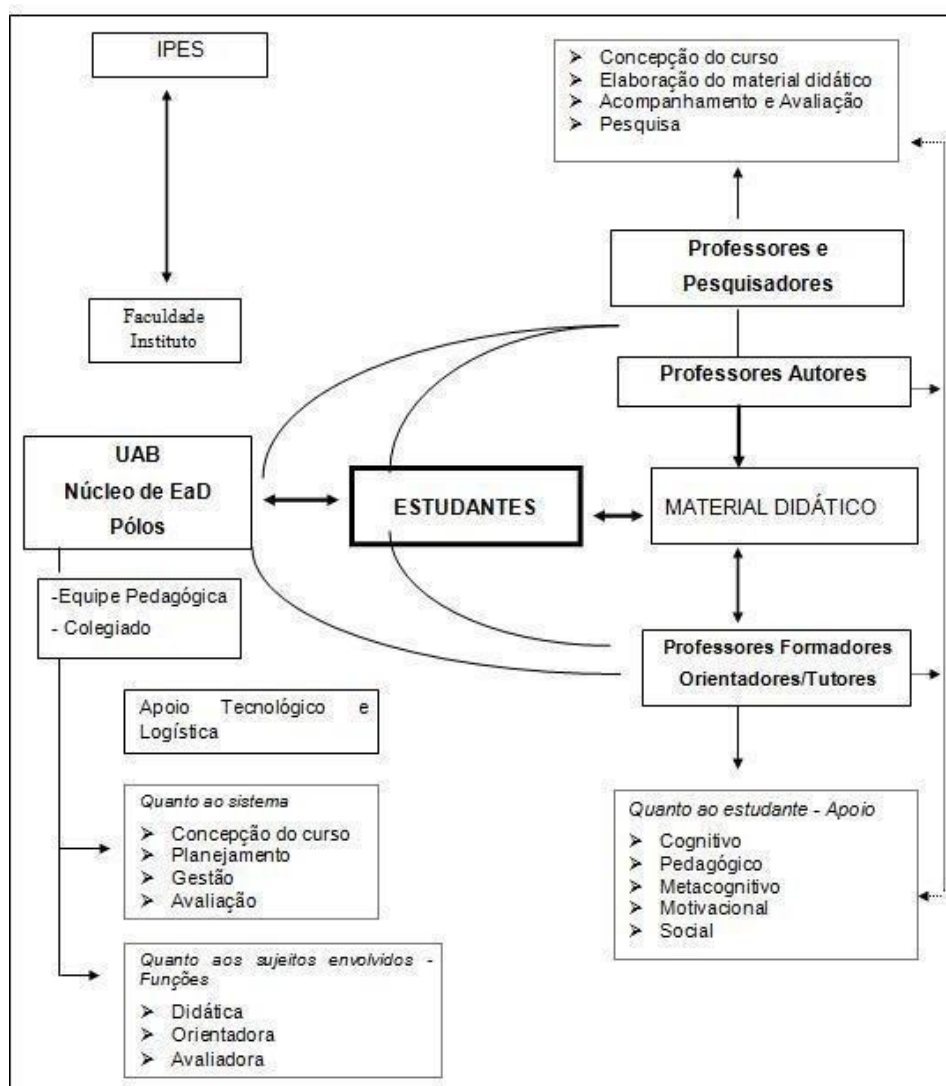 IPES
➢ Concepção do curso
➢ Elaboração do material didático
➢ Acompanhamento e Avaliação
➢ Pesquisa
Professores e
Pesquisadores
Faculdade
Instituto
Professores Autores
UAB
Núcleo de EaD
Pólos
ESTUDANTES
MATERIAL DIDÁTICO
-Equipe Pedagógica
- Colegiado
Professores Formadores
Orientadores/Tutores
Apoio Tecnológico e
Logística
Quanto ao sistema
➢ Concepção do curso
➢ Planejamento
➢ Gestão
➢ Avaliação
Quanto ao estudante - Apoio
➢ Cognitivo
➢ Pedagógico
➢ Metacognitivo
➢ Motivacional
➢ Social
Quanto aos sujeitos envolvidos -
Funções
➢ Didática
➢ Orientadora
➢ Avaliadora